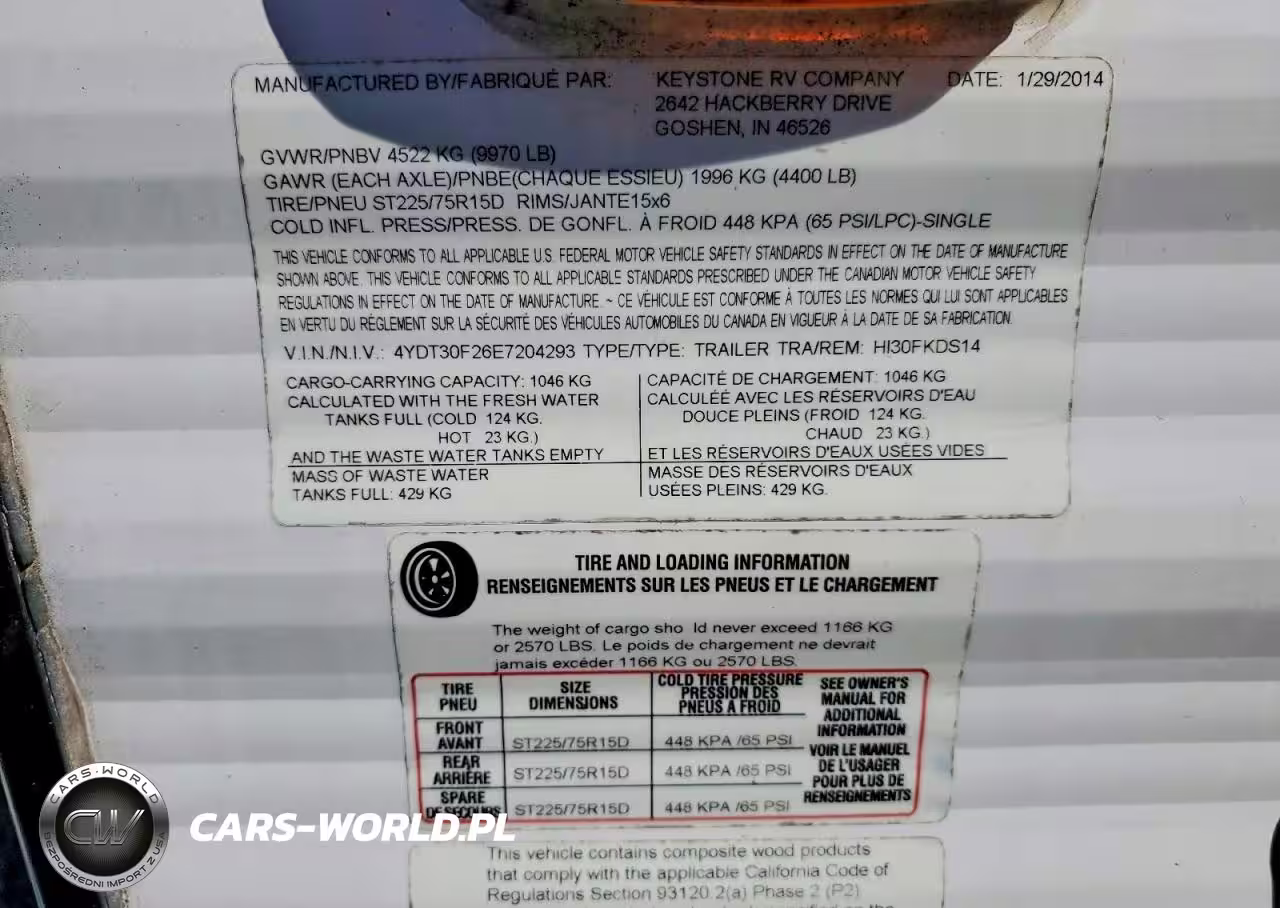 MANUFACTURED BY/FABRIQUÉ PAR: KEYSTONE RV COMPANY DATE: 1/29/2014
2642 HACKBERRY DRIVE
GOSHEN, IN 46526
GVWR/PNBV 4522 KG (9970 LB)
GAWR (EACH AXLE)/PNBE(CHAQUE ESSIEU) 1996 KG (4400 LB)
TIRE/PNEU ST225/75R15D RIMS/JANTE15x6
COLD INFL. PRESS/PRESS. DE GONFL. À FROID 448 KPA (65 PSI/LPC)-SINGLE
THIS VEHICLE CONFORMS TO ALL APPLICABLE U.S. FEDERAL MOTOR VEHICLE SAFETY STANDARDS IN EFFECT ON THE DATE OF MANUFACTURE
SHOWN ABOVE. THIS VEHICLE CONFORMS TO ALL APPLICABLE STANDARDS PRESCRIBED UNDER THE CANADIAN MOTOR VEHICLE SAFETY
REGULATIONS IN EFFECT ON THE DATE OF MANUFACTURE. ~ CE VÉHICULE EST CONFORME À TOUTES LES NORMES QUI LUI SONT APPLICABLES
EN VERTU DU RÉGLEMENT SUR LA SÉCURITÉ DES VÉHICULES AUTOMOBILES DU CANADA EN VIGUEUR À LA DATE DE SA FABRICATION.
V.I.N./N.I.V.: 4YDT30F26E7204293 TYPE/TYPE: TRAILER TRA/REM: HI30FKDS14
CARGO-CARRYING CAPACITY: 1046 KG
CALCULATED WITH THE FRESH WATER
TANKS FULL (COLD 124 KG.
HOT 23 KG.)
AND THE WASTE WATER TANKS EMPTY
MASS OF WASTE WATER
TANKS FULL: 429 KG
CAPACITÉ DE CHARGEMENT: 1046 KG
CALCULÉE AVEC LES RÉSERVOIRS D'EAU
DOUCE PLEINS (FROID 124 KG.
CHAUD 23 KG.)
ET LES RÉSERVOIRS D'EAUX USÉES VIDES
MASSE DES RÉSERVOIRS D'EAUX
USÉES PLEINS: 429 KG.
TIRE AND LOADING INFORMATION
RENSEIGNEMENTS SUR LES PNEUS ET LE CHARGEMENT
The weight of cargo sho ld never exceed 1166 KG
or 2570 LBS. Le poids de chargement ne devrait
jamais excéder 1166 KG ou 2570 LBS.
TIRE
PNEU
SIZE
DIMENSIONS
COLD TIRE PRESSURE
PRESSION DES
PNEUS A FROID
FRONT
AVANT
ST225/75R15D
448 KPA /65 PSI
REAR
ARRIÈRE
ST225/75R15D
448 KPA /65 PSI
SPARE
DE SECOURS
ST225/75R15D
448 KPA /65 PSI
SEE OWNER'S
MANUAL FOR
ADDITIONAL
INFORMATION
VOIR LE MANUEL
DE L'USAGER
POUR PLUS DE
RENSEIGNEMENTS
This vehicle contains composite wood products
that comply with the applicable California Code of
Regulations Section 93120.2(a) Phase 2 (P2)
CARS-WORLD
CW
BEZPOŚREDNI IMPORT Z USA
CARS-WORLD.PL